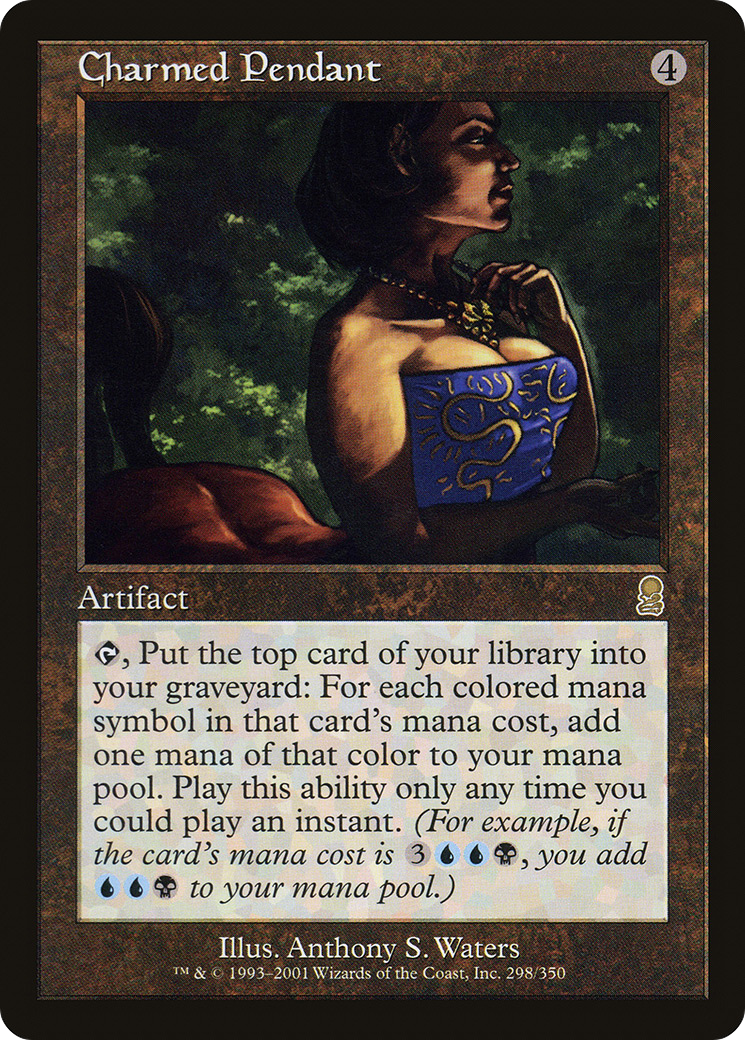 Charmed Pendant 4
Artifact
, Put the top card of your library into
your graveyard: For each colored mana
symbol in that card's mana cost, add
one mana of that color to your mana
pool. Play this ability only any time you
could play an instant. (For example, if
the card's mana cost is 3, you add
to your mana pool.)
Illus. Anthony S. Waters
™ & © 1993–2001 Wizards of the Coast, Inc. 298/350